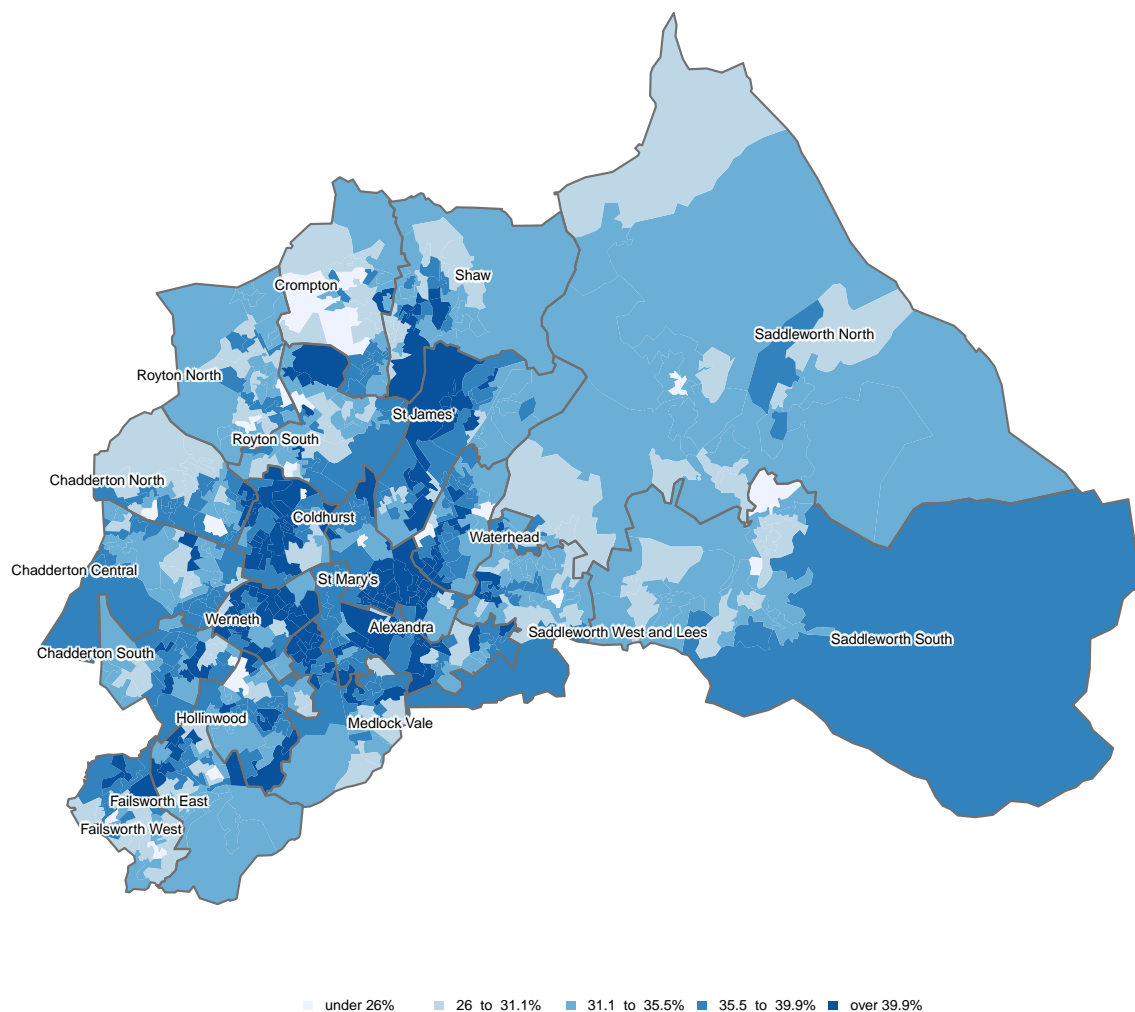 Shaw
Crompton
Saddleworth North
Royton North
St James'
Royton South
Chadderton North
Coldhurst
Waterhead
Chadderton Central
St Mary's
Werneth
Alexandra
Saddleworth West and Lees
Saddleworth South
Chadderton South
Hollinwood
Medlock Vale
Failsworth East
Failsworth West
under 26% 26 to 31.1% 31.1 to 35.5% 35.5 to 39.9% over 39.9%